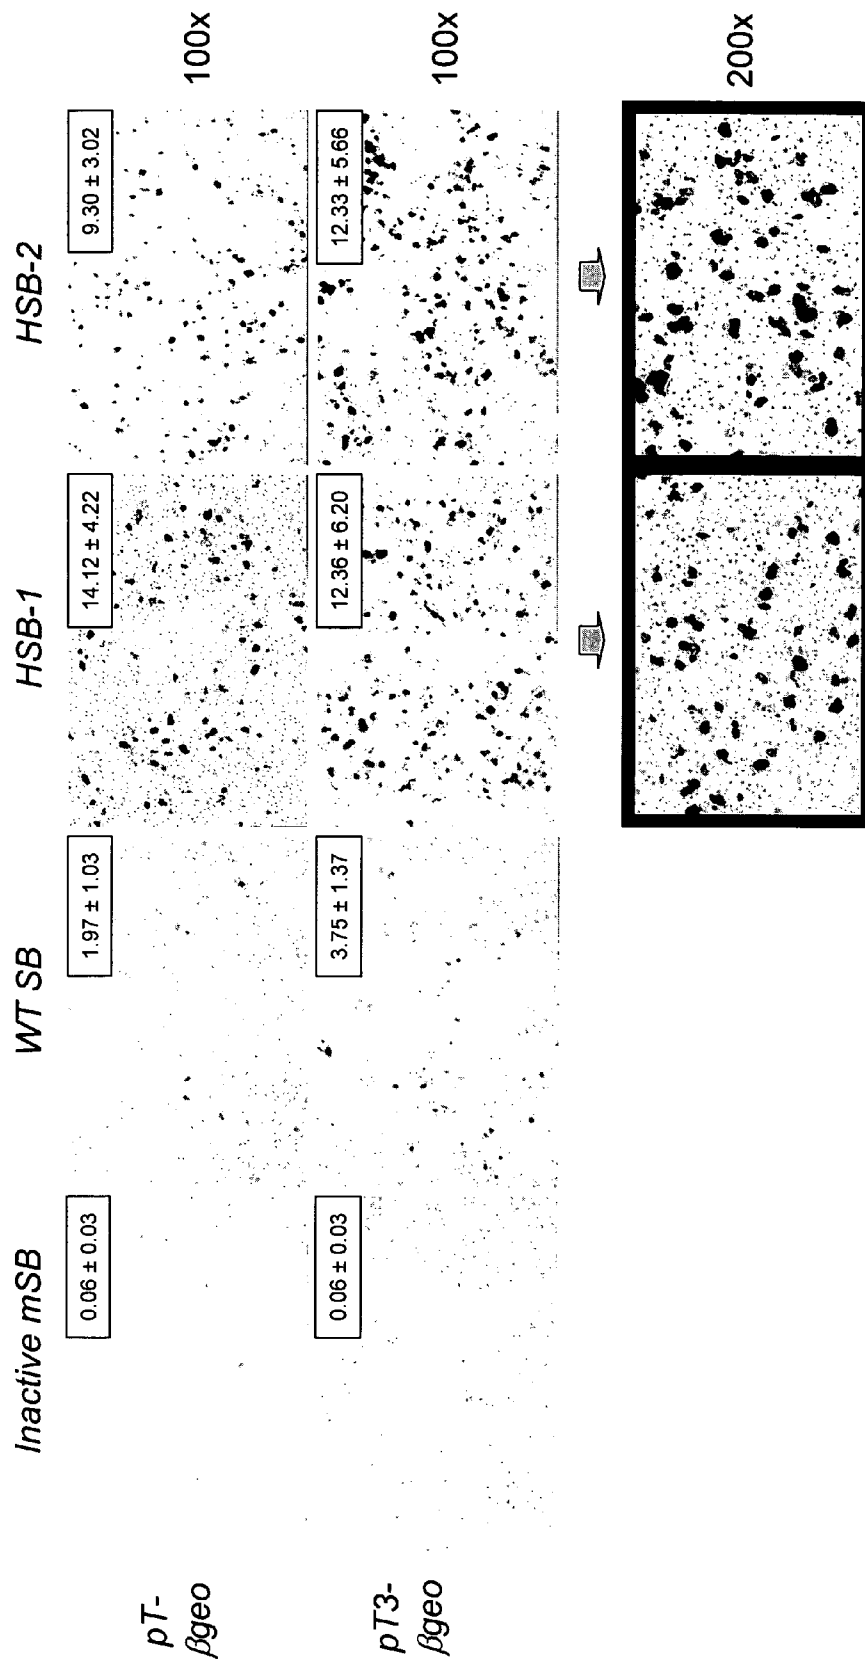 Inactive mSB
WT SB
HSB-1
HSB-2
pT-
βgeo
0.06 ± 0.03
1.97 ± 1.03
14.12 ± 4.22
9.30 ± 3.02
100x
pT3-
βgeo
0.06 ± 0.03
3.75 ± 1.37
12.36 ± 6.20
12.33 ± 5.66
100x
200x